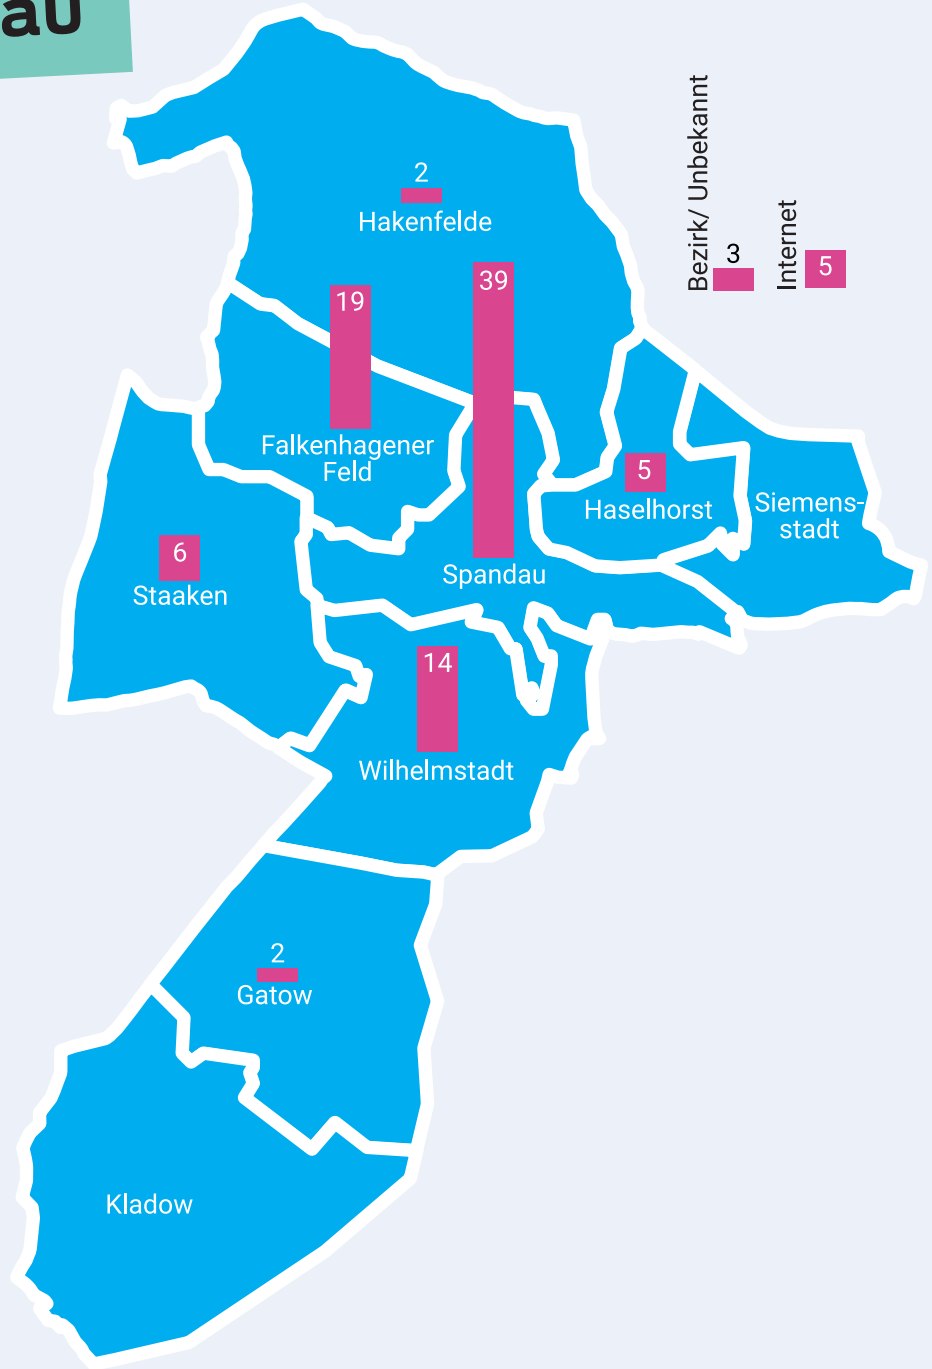 au
2
Hakenfelde
Bezirk/ Unbekannt
3
Internet
5
19
39
Falkenhagener
Feld
5
Haselhorst
Siemens-
stadt
6
Staaken
Spandau
14
Wilhelmstadt
2
Gatow
Kladow